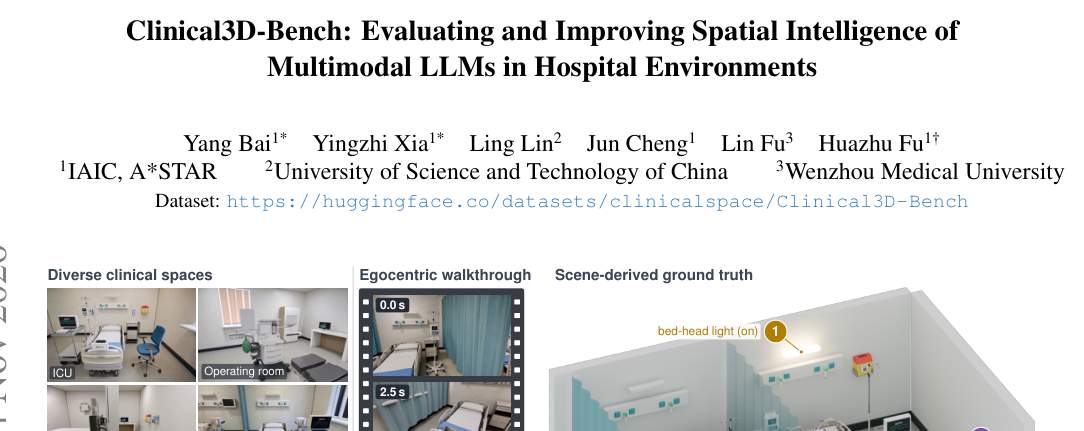 Clinical3D-Bench: Evaluating and Improving Spatial Intelligence of
Multimodal LLMs in Hospital Environments
Yang Bai1* Yingzhi Xia1* Ling Lin2 Jun Cheng1 Lin Fu3 Huazhu Fu1†
1IAIC, A*STAR 2University of Science and Technology of China 3Wenzhou Medical University
Dataset: https://huggingface.co/datasets/clinicalspace/Clinical3D-Bench
Diverse clinical spaces
Egocentric walkthrough
Scene-derived ground truth
ICU
Operating room
0.0 s
2.5 s
bed-head light (on) 1